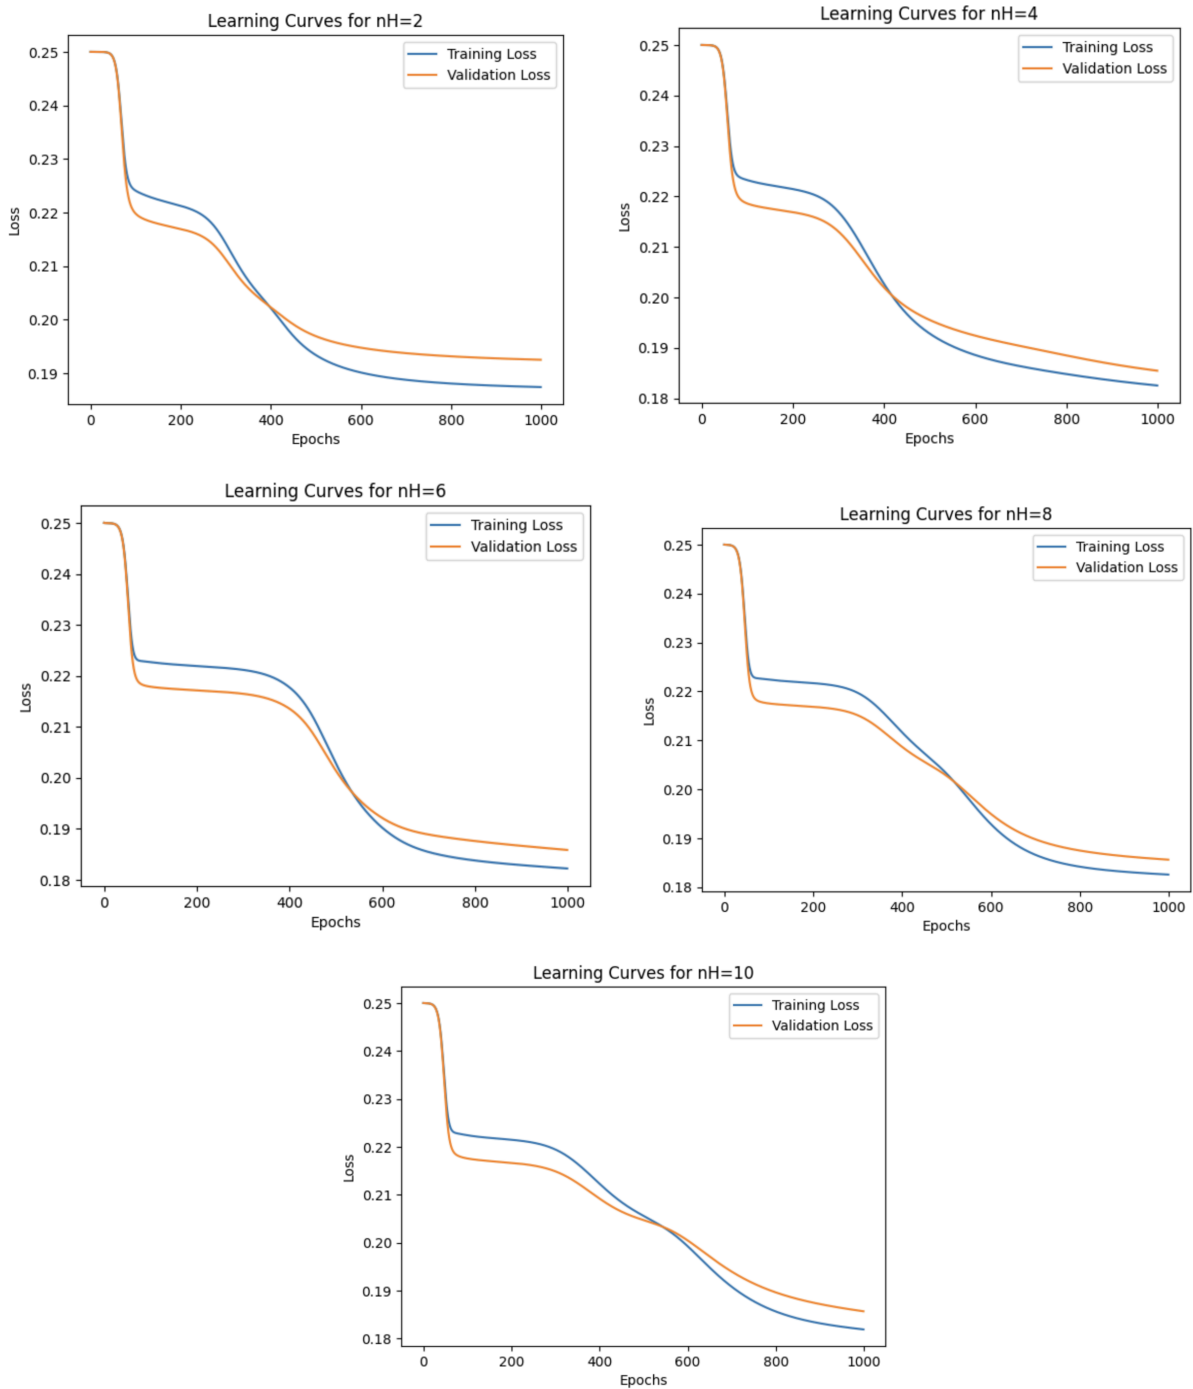 Learning Curves for nH=2
Training Loss
Validation Loss
0.25
0.24
0.23
0.22
0.21
0.20
0.19
Loss
0 200 400 600 800 1000
Epochs
Learning Curves for nH=4
Training Loss
Validation Loss
0.25
0.24
0.23
0.22
0.21
0.20
0.19
0.18
Loss
0 200 400 600 800 1000
Epochs
Learning Curves for nH=6
Training Loss
Validation Loss
0.25
0.24
0.23
0.22
0.21
0.20
0.19
0.18
Loss
0 200 400 600 800 1000
Epochs
Learning Curves for nH=8
Training Loss
Validation Loss
0.25
0.24
0.23
0.22
0.21
0.20
0.19
0.18
Loss
0 200 400 600 800 1000
Epochs
Learning Curves for nH=10
Training Loss
Validation Loss
0.25
0.24
0.23
0.22
0.21
0.20
0.19
0.18
Loss
0 200 400 600 800 1000
Epochs